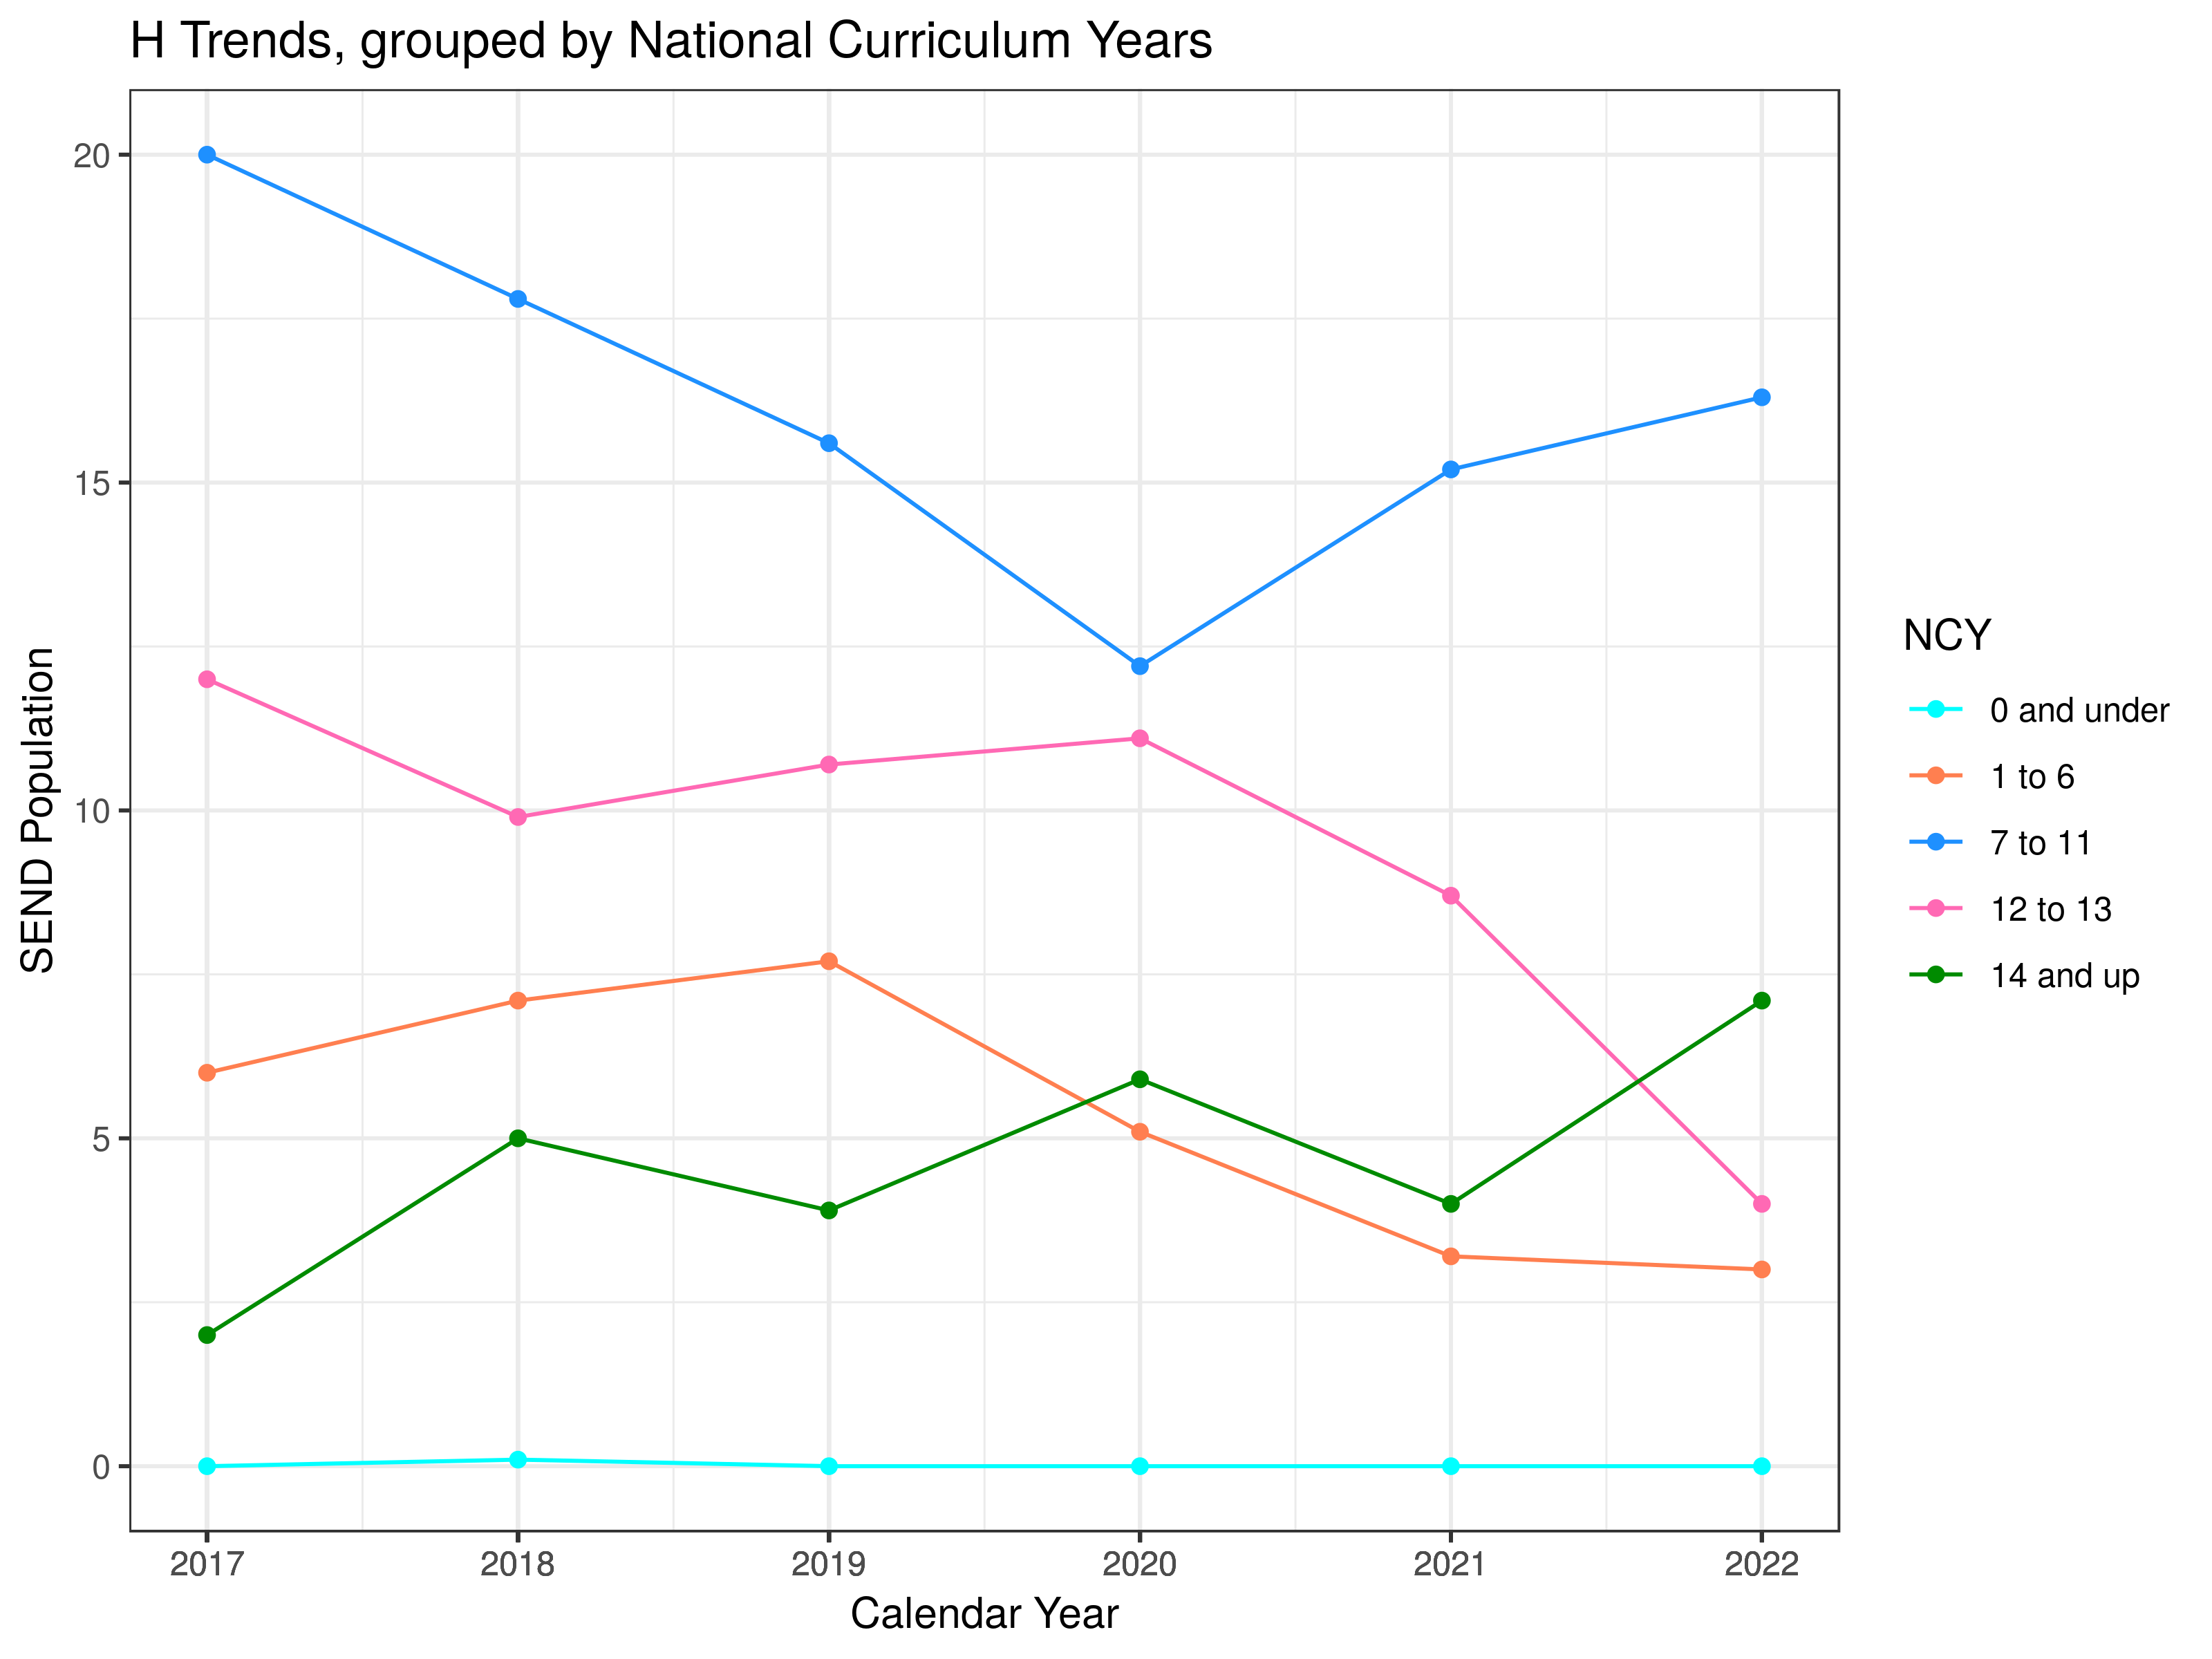 H Trends, grouped by National Curriculum Years
20
15
10
5
0
SEND Population
2017 2018 2019 2020 2021 2022
Calendar Year
NCY
0 and under
1 to 6
7 to 11
12 to 13
14 and up